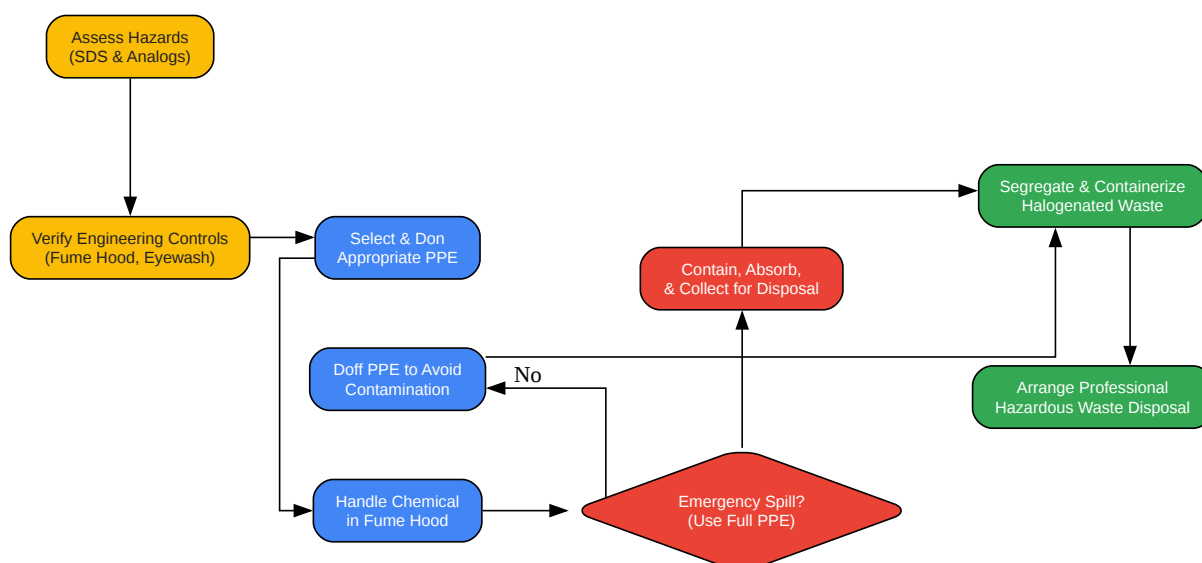 Assess Hazards
(SDS & Analogs)
Verify Engineering Controls
(Fume Hood, Eyewash)
Select & Don
Appropriate PPE
Segregate & Containerize
Halogenated Waste
Contain, Absorb,
& Collect for Disposal
Doff PPE to Avoid
Contamination
No
Arrange Professional
Hazardous Waste Disposal
Handle Chemical
in Fume Hood
Emergency Spill?
(Use Full PPE)